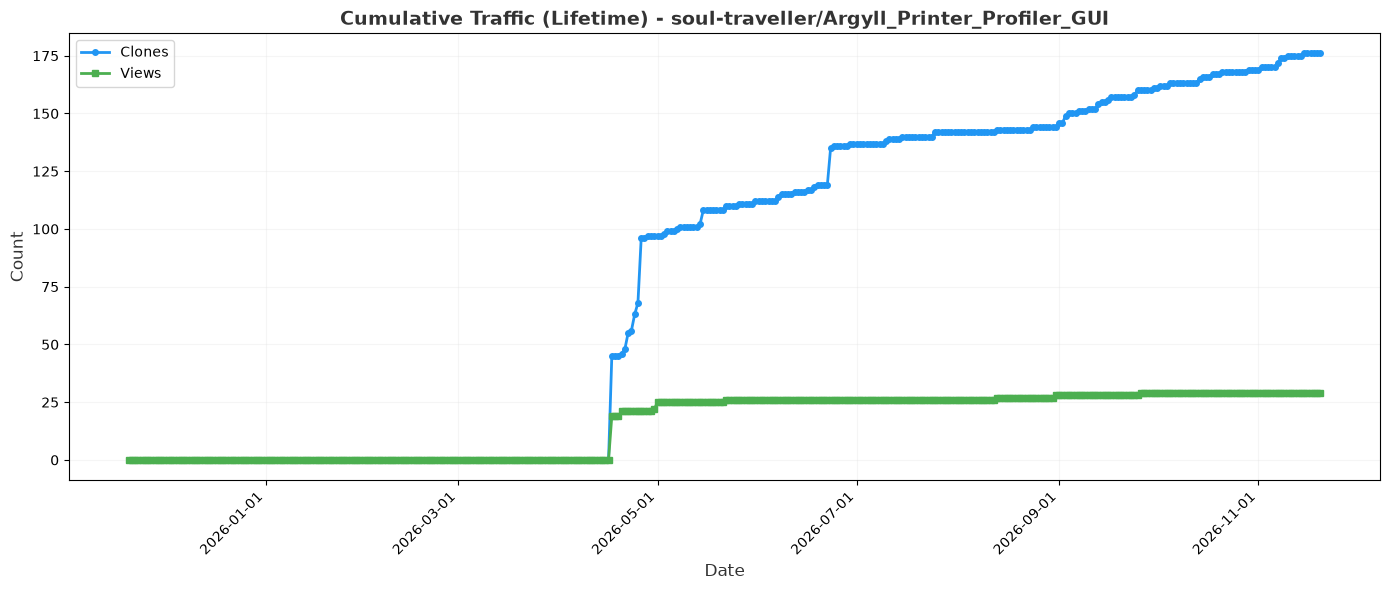 Cumulative Traffic (Lifetime) - soul-traveller/Argyll_Printer_Profiler_GUI
Clones
Views
175
150
125
100
75
50
25
0
Count
2026-01-01
2026-03-01
2026-05-01
2026-07-01
2026-09-01
2026-11-01
Date